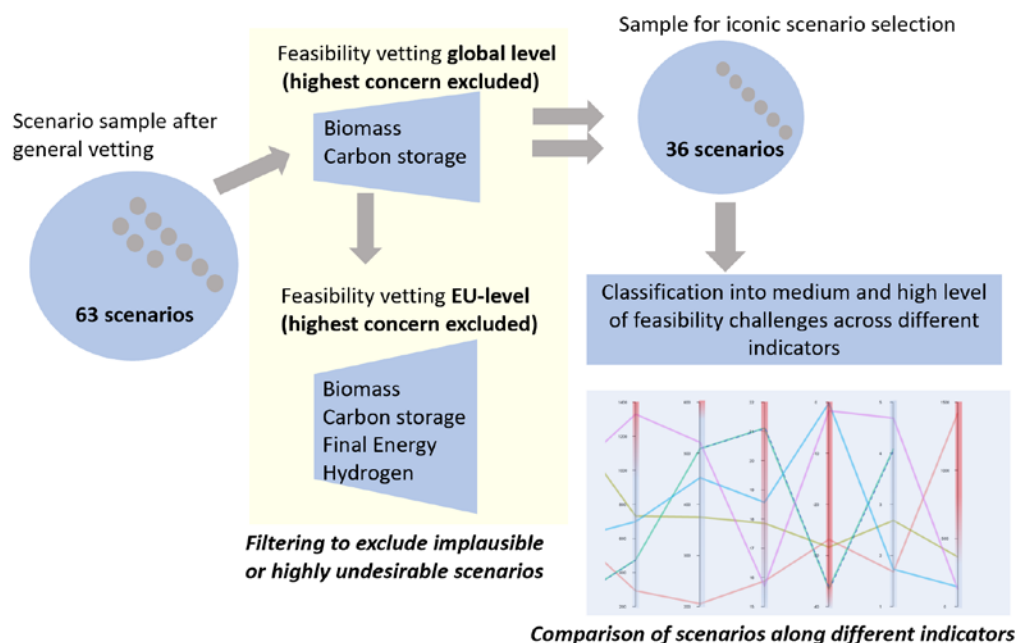 Scenario sample after
general vetting
63 scenarios
Feasibility vetting global level
(highest concern excluded)
Biomass
Carbon storage
Feasibility vetting EU-level
(highest concern excluded)
Biomass
Carbon storage
Final Energy
Hydrogen
Filtering to exclude implausible
or highly undesirable scenarios
Sample for iconic scenario selection
36 scenarios
Classification into medium and high level
of feasibility challenges across different
indicators
Comparison of scenarios along different indicators